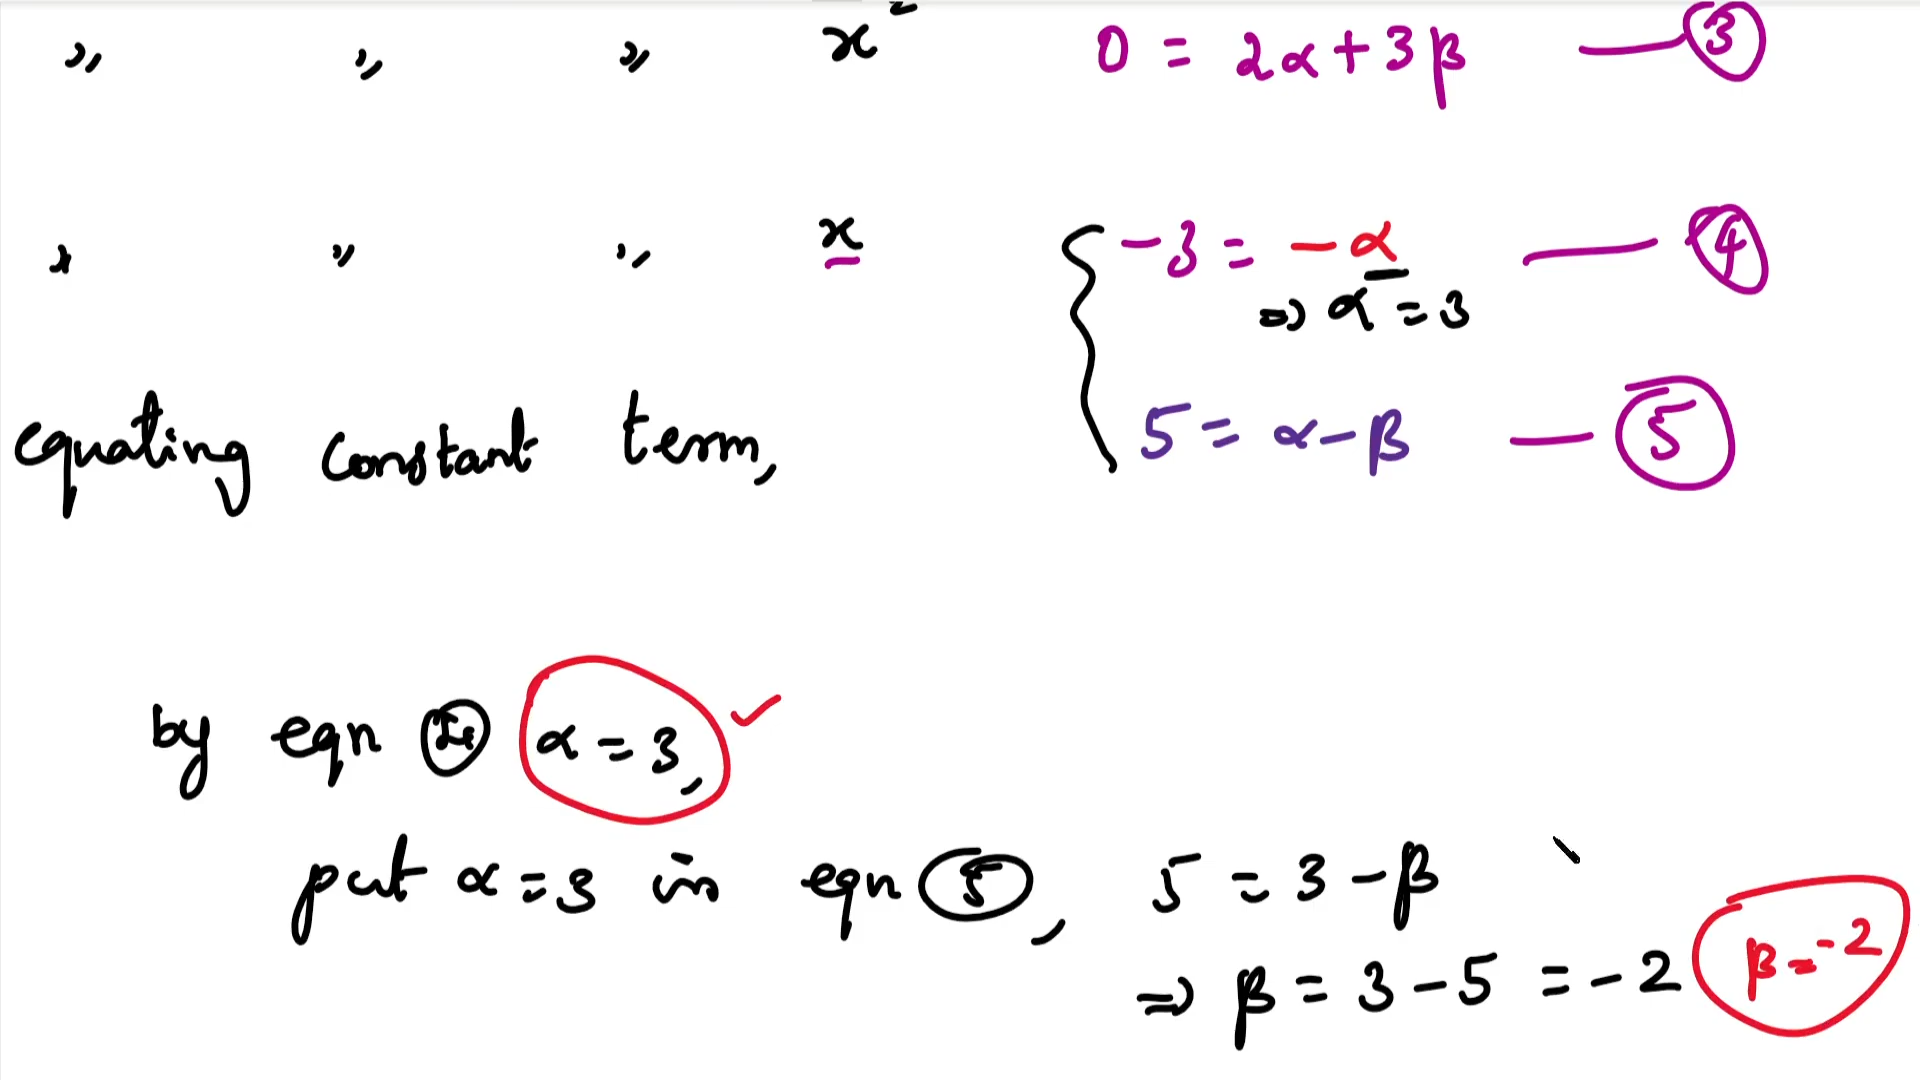 〃 〃 〃 x² 0 = 2α + 3β — ③
〃 〃 〃 x -3 = -α — ④
⇒ α = 3
equating constant term, 5 = α - β — ⑤
by eqn ④ α = 3,
put α = 3 in eqn ⑤, 5 = 3 - β
⇒ β = 3 - 5 = -2 β = -2